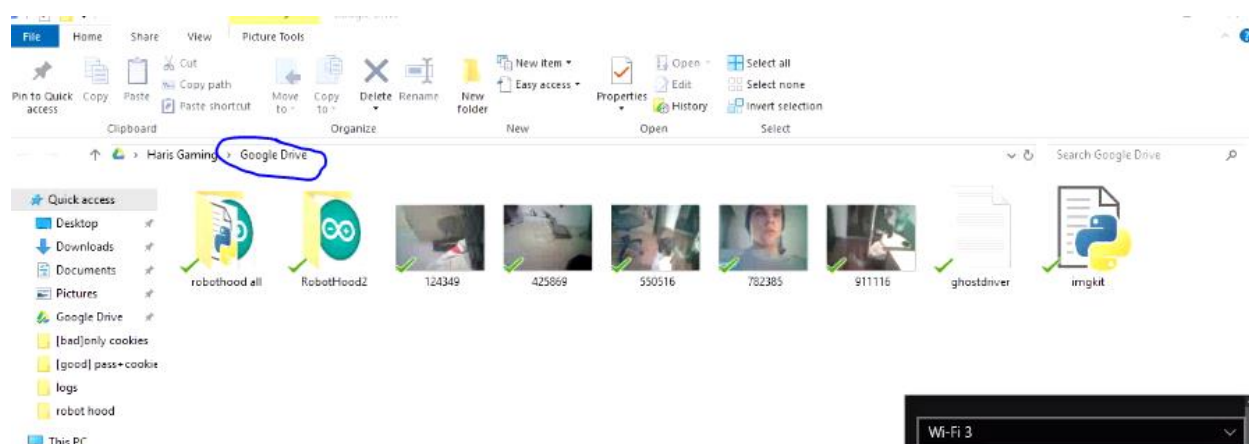 File Home Share View Picture Tools
Cut
Copy path
Paste shortcut
Pin to Quick access
Copy
Paste
Move to
Copy to
Delete
Rename
New folder
New item
Easy access
Properties
Open
Edit
History
Select all
Select none
Invert selection
Clipboard Organize New Open Select
Haris Gaming > Google Drive
Search Google Drive
Quick access
Desktop
Downloads
Documents
Pictures
Google Drive
[bad]only cookies
[good] pass+cookie
logs
robot hood
This PC
robothood all
RobotHood2
124349
425869
550516
782385
911116
ghostdriver
imgkit
Wi-Fi 3